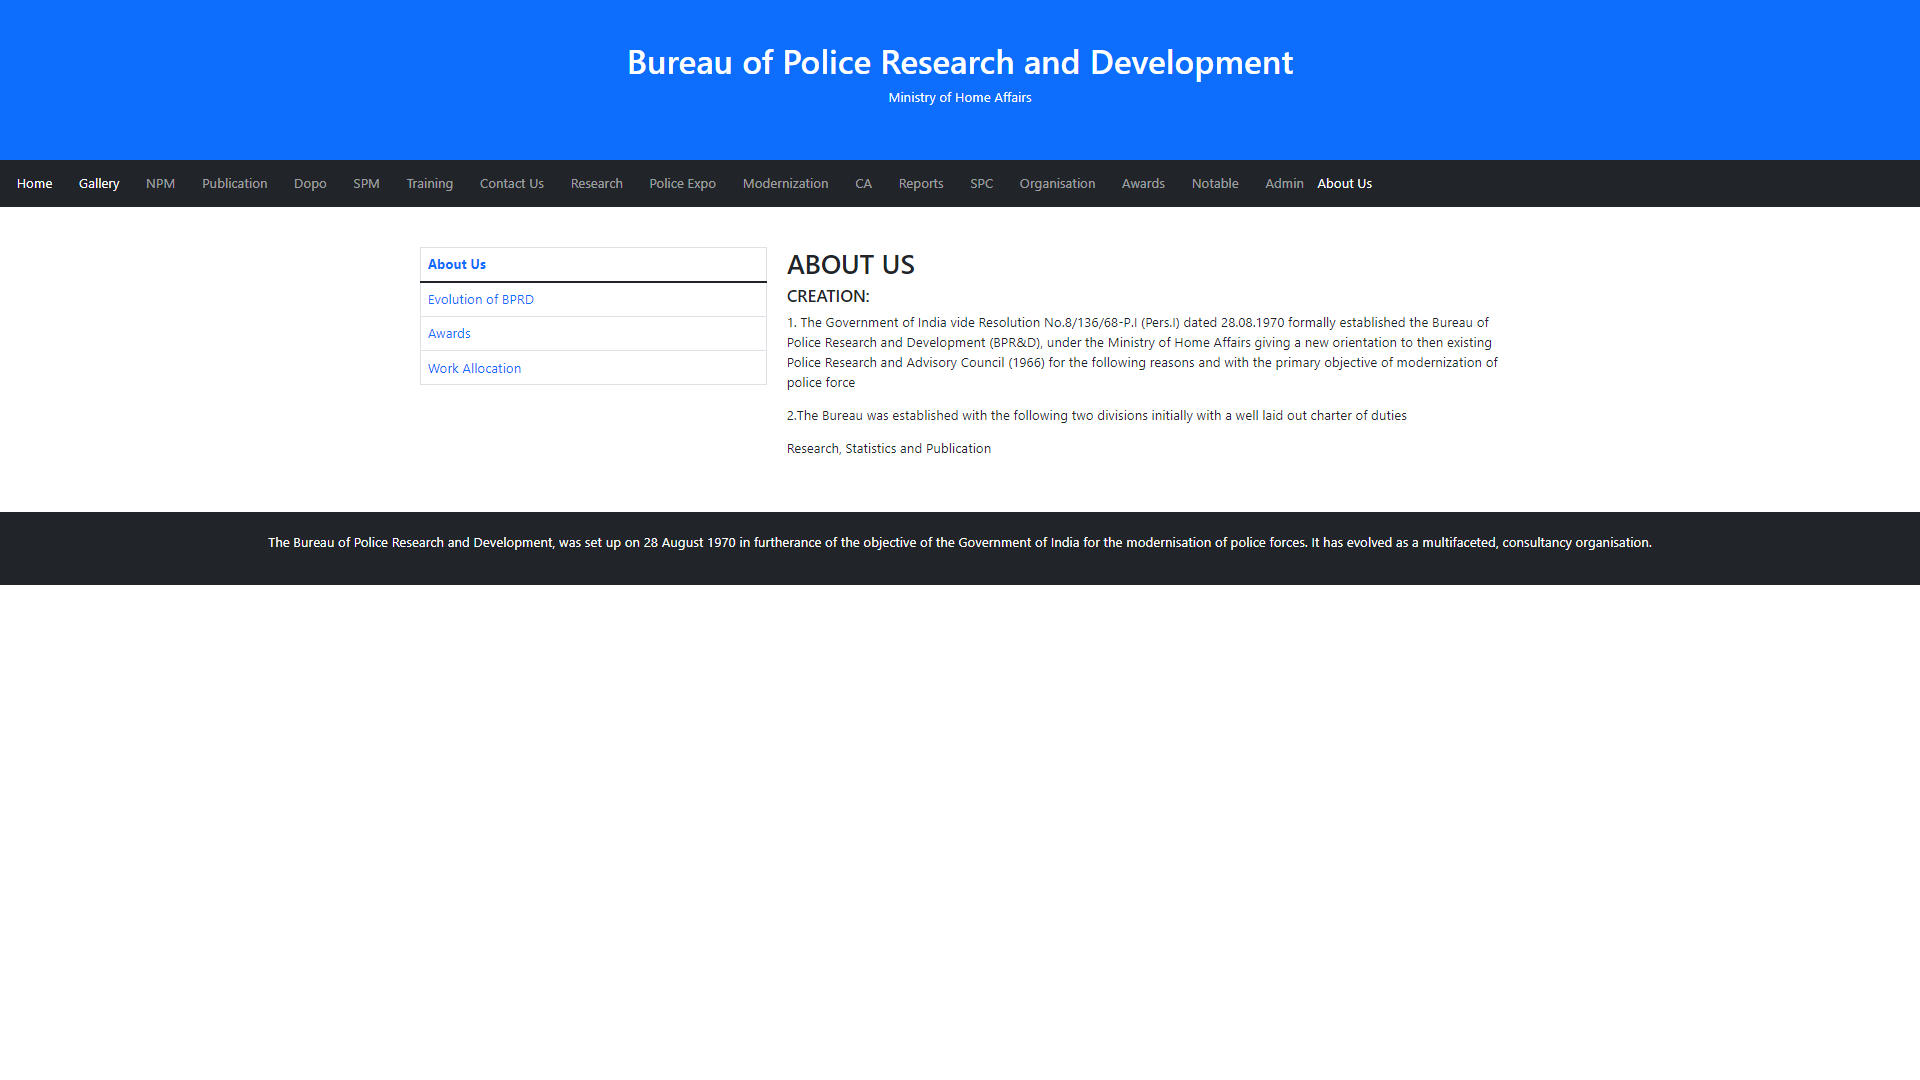 Bureau of Police Research and Development
Ministry of Home Affairs
Home Gallery NPM Publication Dopo SPM Training Contact Us Research Police Expo Modernization CA Reports SPC Organisation Awards Notable Admin About Us
About Us
Evolution of BPRD
Awards
Work Allocation
ABOUT US
CREATION:
1. The Government of India vide Resolution No.8/136/68-P.I (Pers.I) dated 28.08.1970 formally established the Bureau of
Police Research and Development (BPR&D), under the Ministry of Home Affairs giving a new orientation to then existing
Police Research and Advisory Council (1966) for the following reasons and with the primary objective of modernization of
police force
2.The Bureau was established with the following two divisions initially with a well laid out charter of duties
Research, Statistics and Publication
The Bureau of Police Research and Development, was set up on 28 August 1970 in furtherance of the objective of the Government of India for the modernisation of police forces. It has evolved as a multifaceted, consultancy organisation.